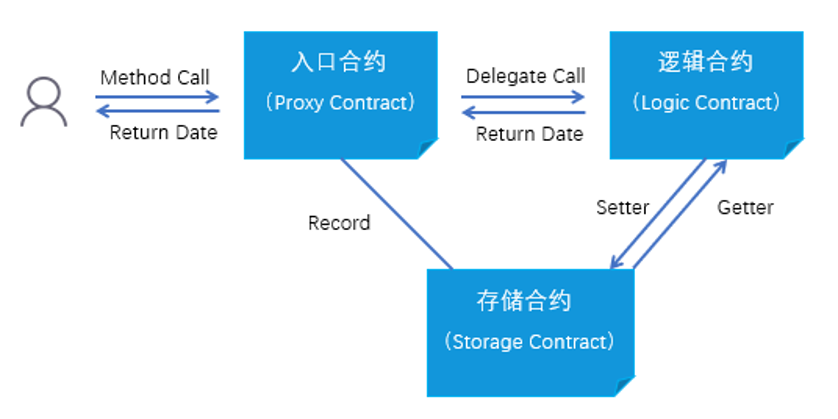 Method Call
Return Date
入口合约
（Proxy Contract）
Delegate Call
Return Date
逻辑合约
（Logic Contract）
Record
Setter
Getter
存储合约
（Storage Contract）